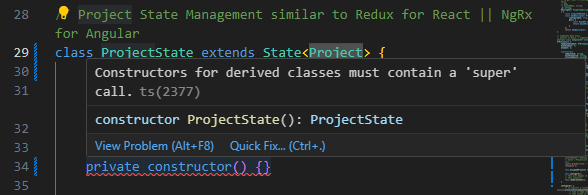 28
// Project State Management similar to Redux for React || NgRx
for Angular
29 class ProjectState extends State<Project> {
30
31
Constructors for derived classes must contain a 'super'
call. ts(2377)
constructor ProjectState(): ProjectState
View Problem (Alt+F8) Quick Fix... (Ctrl+.)
32
33
34 private constructor() {}
35